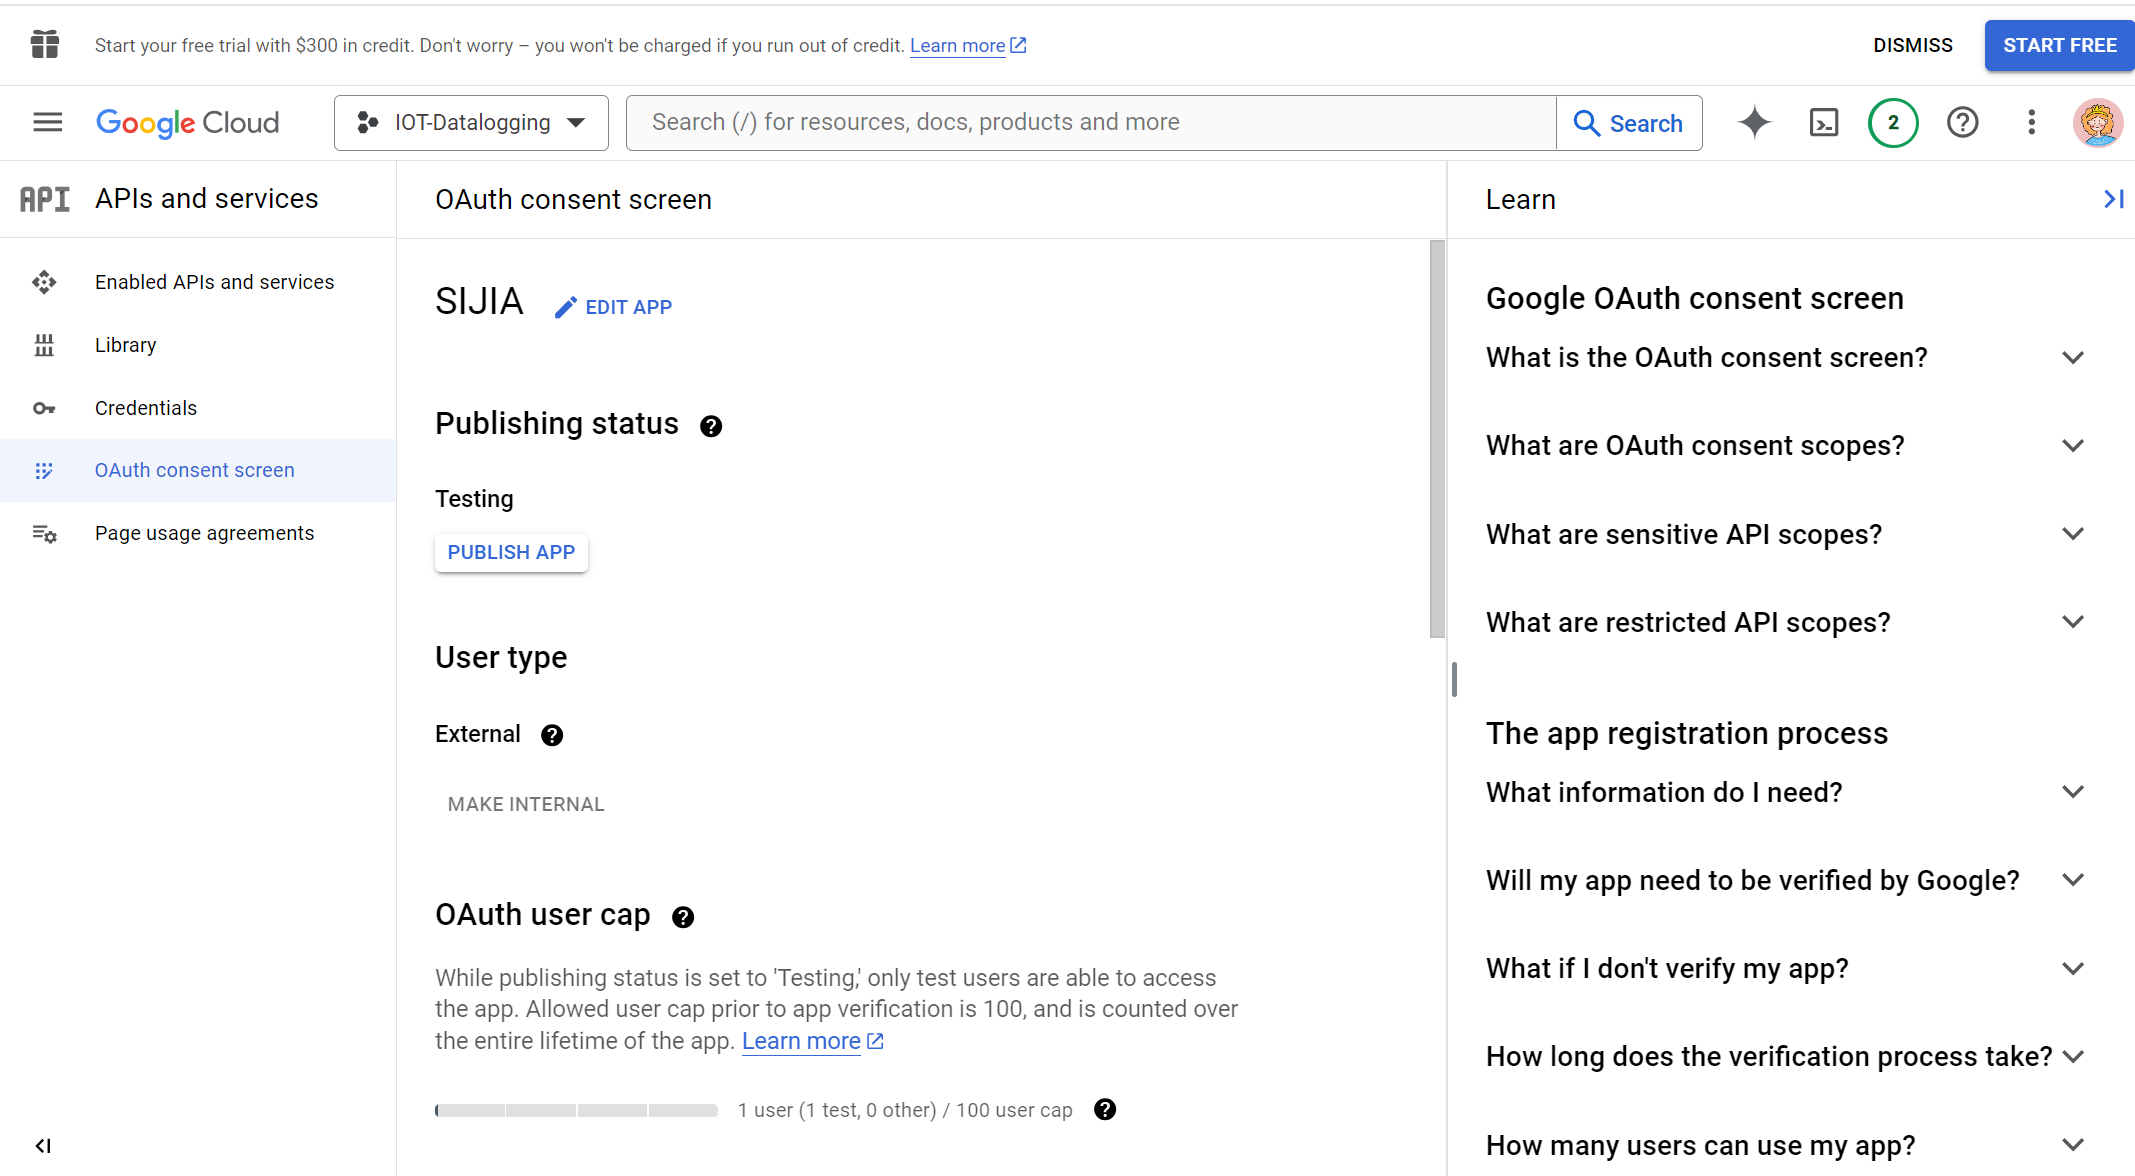 Start your free trial with $300 in credit. Don't worry – you won't be charged if you run out of credit. Learn more
DISMISS
START FREE
Google Cloud
IOT-Datalogging
Search (/) for resources, docs, products and more
Search
2
API
APIs and services
Enabled APIs and services
Library
Credentials
OAuth consent screen
Page usage agreements
OAuth consent screen
SIJIA
EDIT APP
Publishing status
Testing
PUBLISH APP
User type
External
MAKE INTERNAL
OAuth user cap
While publishing status is set to 'Testing,' only test users are able to access
the app. Allowed user cap prior to app verification is 100, and is counted over
the entire lifetime of the app. Learn more
1 user (1 test, 0 other) / 100 user cap
Learn
Google OAuth consent screen
What is the OAuth consent screen?
What are OAuth consent scopes?
What are sensitive API scopes?
What are restricted API scopes?
The app registration process
What information do I need?
Will my app need to be verified by Google?
What if I don't verify my app?
How long does the verification process take?
How many users can use my app?